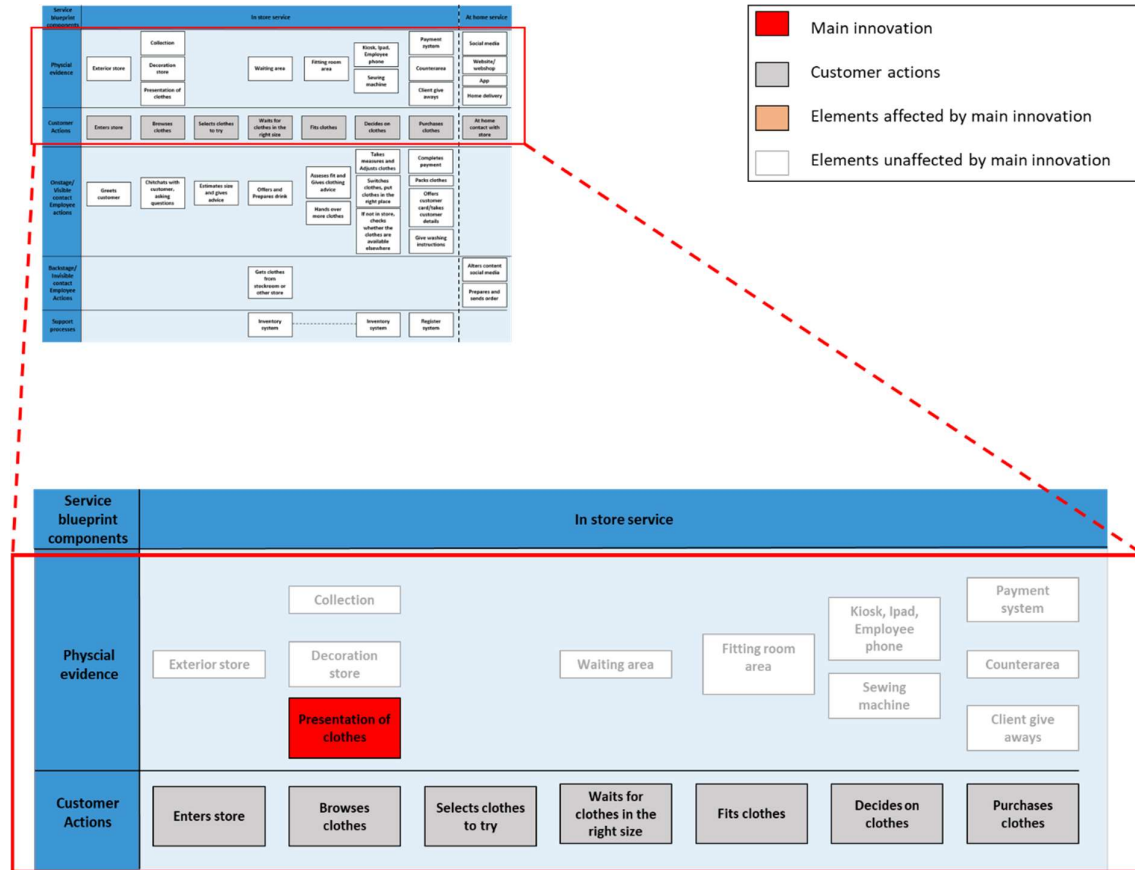 Service
blueprint
components
In store service
At home service
Physcial
evidence
Exterior store
Collection
Decoration
store
Presentation of
clothes
Waiting area
Fitting room
area
Kiosk, Ipad,
Employee
phone
Sewing
machine
Payment
system
Counterarea
Client give
aways
Social media
Website/
webshop
App
Home delivery
Customer
Actions
Enters store
Browses
clothes
Selects clothes
to try
Waits for
clothes in the
right size
Fits clothes
Decides on
clothes
Purchases
clothes
At home
contact with
store
Onstage/
Visible
contact
Employee
actions
Greets
customer
Chitchats with
customer,
asking
questions
Estimates size
and gives
advice
Offers and
Prepares drink
Asseses fit and
Gives clothing
advice
Hands over
more clothes
Takes
measures and
Adjusts clothes
Switches
clothes, put
clothes in the
right place
If not in store,
checks
whether the
clothes are
available
elsewhere
Completes
payment
Packs clothes
Offers
customer
card/takes
customer
details
Give washing
instructions
Backstage/
Invisible
contact
Employee
Actions
Gets clothes
from
stockroom or
other store
Alters content
social media
Prepares and
sends order
Support
processes
Inventory
system
Inventory
system
Register
system
Main innovation
Customer actions
Elements affected by main innovation
Elements unaffected by main innovation
Service
blueprint
components
In store service
Physcial
evidence
Exterior store
Collection
Decoration
store
Presentation of
clothes
Waiting area
Fitting room
area
Kiosk, Ipad,
Employee
phone
Sewing
machine
Payment
system
Counterarea
Client give
aways
Customer
Actions
Enters store
Browses
clothes
Selects clothes
to try
Waits for
clothes in the
right size
Fits clothes
Decides on
clothes
Purchases
clothes